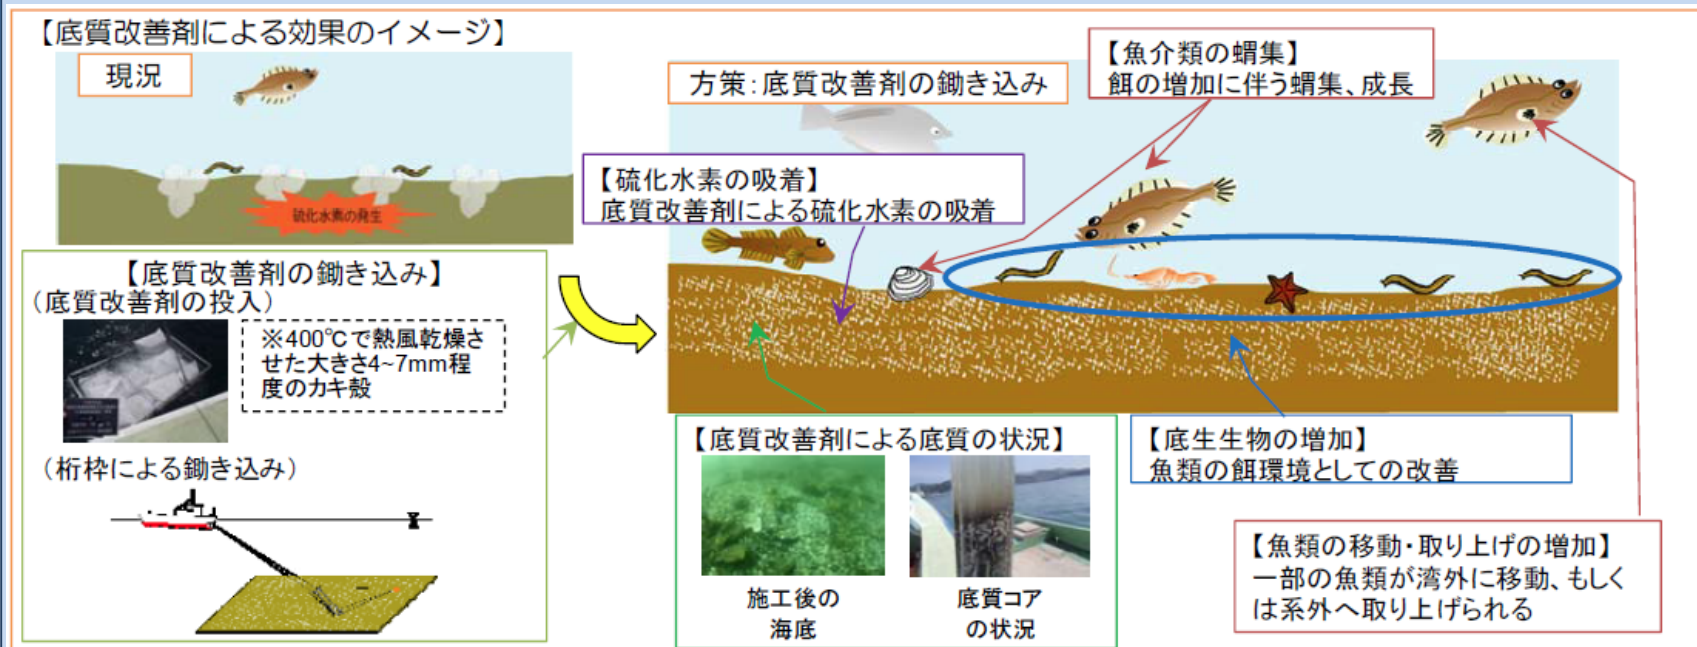 【底質改善剤による効果のイメージ】
現況
硫化水素の発生
方策:底質改善剤の鋤き込み
【魚介類の蝟集】
餌の増加に伴う蝟集、成長
【硫化水素の吸着】
底質改善剤による硫化水素の吸着
【底質改善剤の鋤き込み】
(底質改善剤の投入)
※400℃で熱風乾燥さ
せた大きさ4~7mm程
度のカキ殻
(桁枠による鋤き込み)
【底質改善剤による底質の状況】
施工後の
海底
底質コア
の状況
【底生生物の増加】
魚類の餌環境としての改善
【魚類の移動・取り上げの増加】
一部の魚類が湾外に移動、もしく
は系外へ取り上げられる